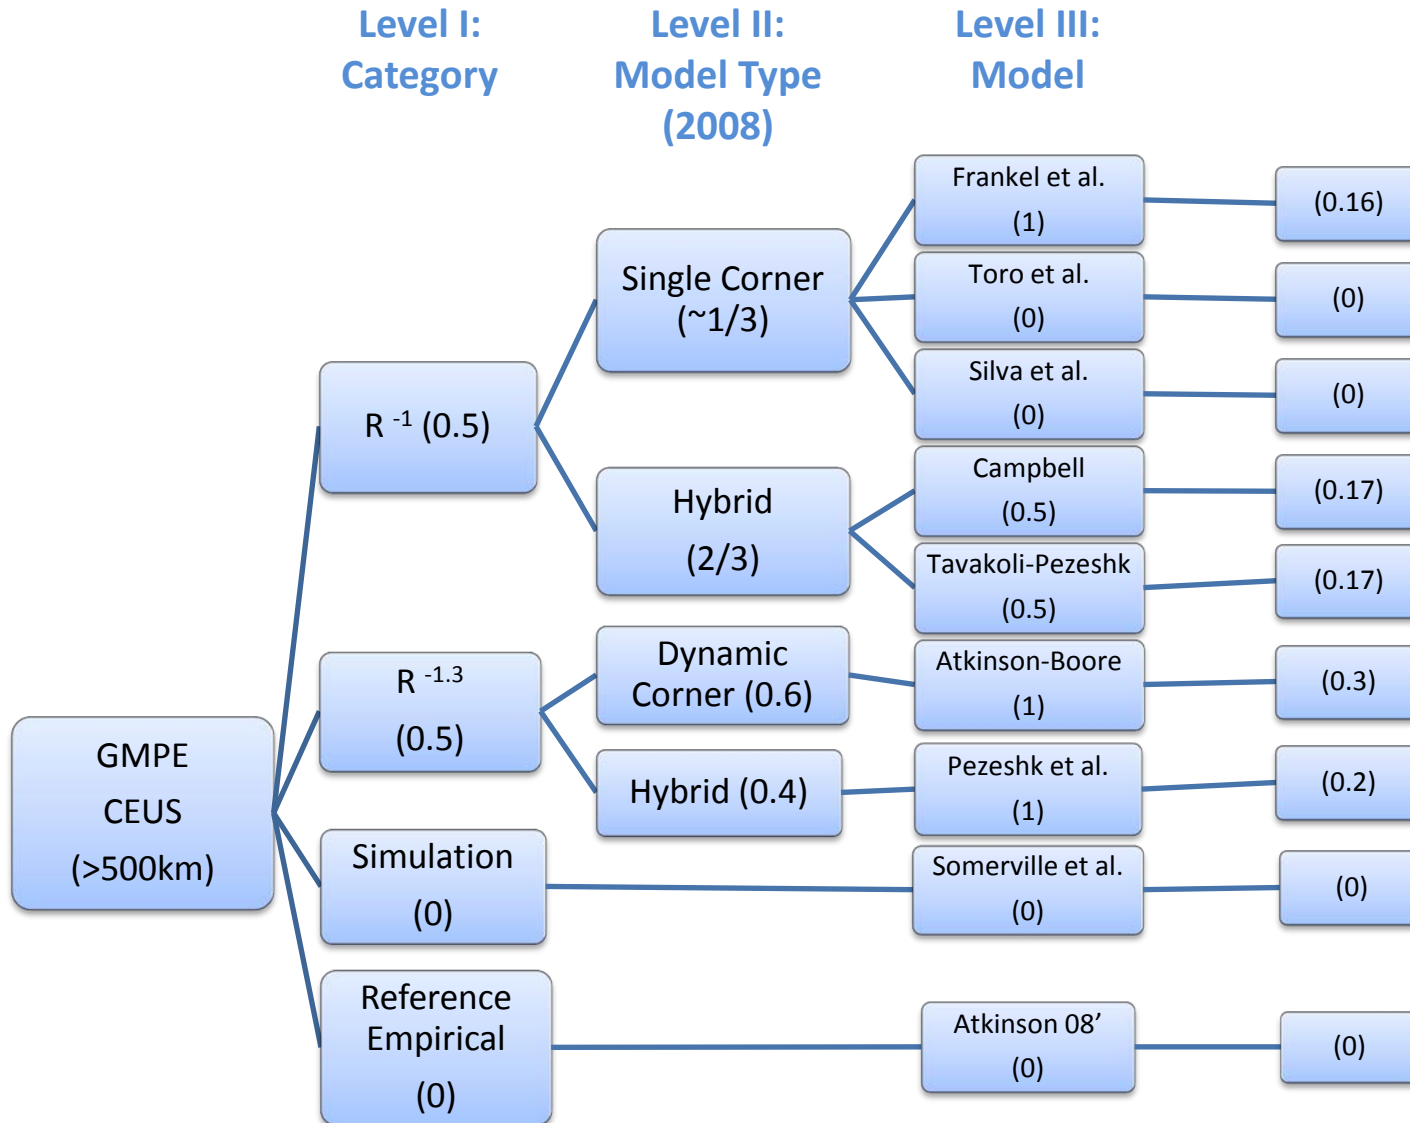 Level I:
Category
Level II:
Model Type
(2008)
Level III:
Model
GMPE
CEUS
(>500km)
R -1 (0.5)
R -1.3
(0.5)
Simulation
(0)
Reference
Empirical
(0)
Single Corner
(~1/3)
Hybrid
(2/3)
Dynamic
Corner (0.6)
Hybrid (0.4)
Frankel et al.
(1)
Toro et al.
(0)
Silva et al.
(0)
Campbell
(0.5)
Tavakoli-Pezeshk
(0.5)
Atkinson-Boore
(1)
Pezeshk et al.
(1)
Somerville et al.
(0)
Atkinson 08’
(0)
(0.16)
(0)
(0)
(0.17)
(0.17)
(0.3)
(0.2)
(0)
(0)